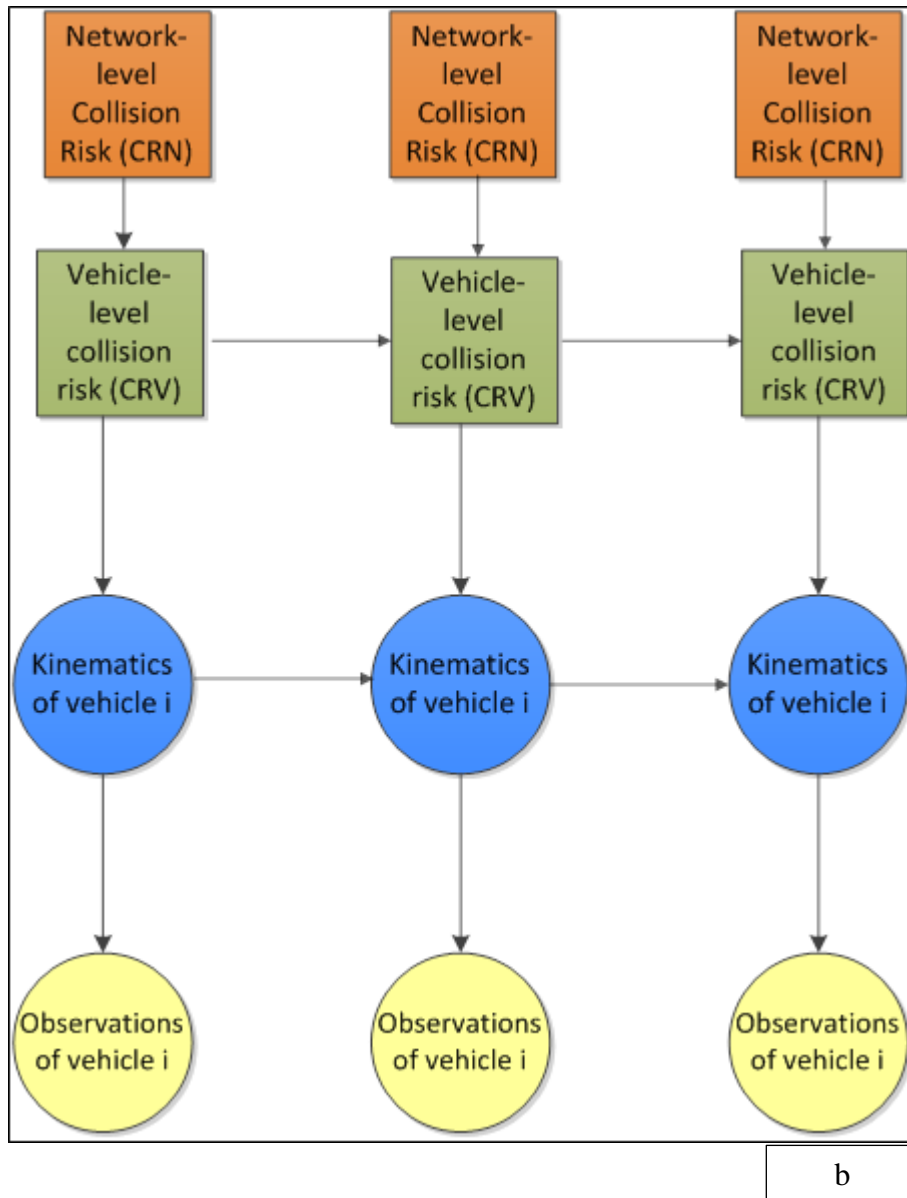 Network-
level
Collision
Risk (CRN)
Network-
level
Collision
Risk (CRN)
Network-
level
Collision
Risk (CRN)
Vehicle-
level
collision
risk (CRV)
Vehicle-
level
collision
risk (CRV)
Vehicle-
level
collision
risk (CRV)
Kinematics
of vehicle i
Kinematics
of vehicle i
Kinematics
of vehicle i
Observations
of vehicle i
Observations
of vehicle i
Observations
of vehicle i
b